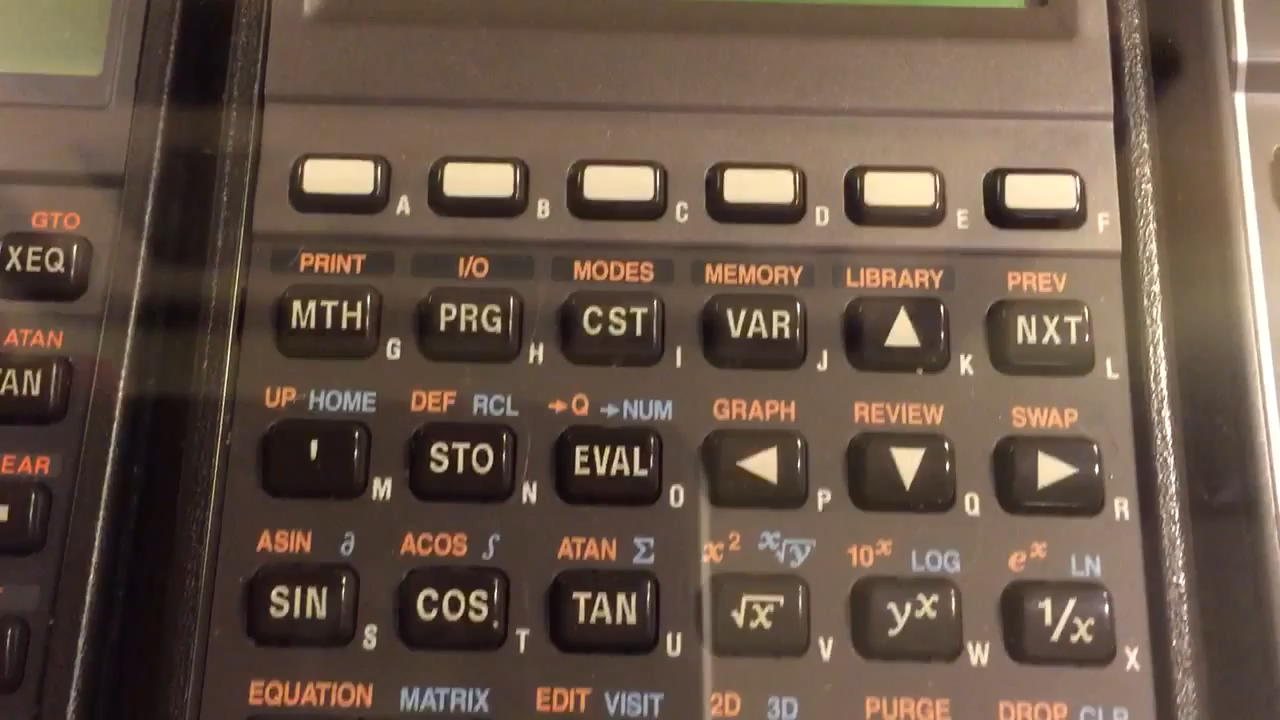 A B C D E F
GTO
PRINT I/O MODES MEMORY LIBRARY PREV
XEQ
MTH PRG CST VAR ▲ NXT
G H I J K L
ATAN
UP HOME DEF RCL →Q →NUM GRAPH REVIEW SWAP
AN
' STO EVAL ◀ ▼ ▶
M N O P Q R
EAR
ASIN ∂ ACOS ∫ ATAN Σ x² ˣ√y 10ˣ LOG eˣ LN
SIN COS TAN √x yˣ 1/x
S T U V W X
EQUATION MATRIX EDIT VISIT 2D 3D PURGE DROP CLR